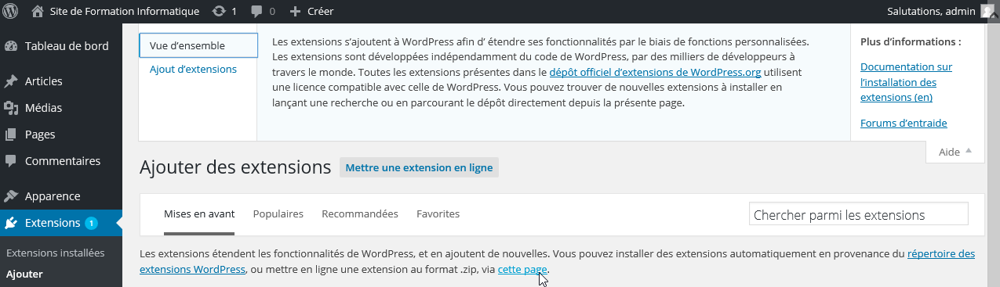 Site de Formation Informatique 1 0 Créer Salutations, admin
Tableau de bord
Articles
Médias
Pages
Commentaires
Apparence
Extensions 1
Extensions installées
Ajouter
Vue d’ensemble
Ajout d’extensions
Les extensions s’ajoutent à WordPress afin d’ étendre ses fonctionnalités par le biais de fonctions personnalisées.
Les extensions sont développées indépendamment du code de WordPress, par des milliers de développeurs à
travers le monde. Toutes les extensions présentes dans le dépôt officiel d’extensions de WordPress.org utilisent
une licence compatible avec celle de WordPress. Vous pouvez trouver de nouvelles extensions à installer en
lançant une recherche ou en parcourant le dépôt directement depuis la présente page.
Plus d’informations :
Documentation sur
l’installation des
extensions (en)
Forums d’entraide
Aide
Ajouter des extensions Mettre une extension en ligne
Mises en avant Populaires Recommandées Favorites Chercher parmi les extensions
Les extensions étendent les fonctionnalités de WordPress, et en ajoutent de nouvelles. Vous pouvez installer des extensions automatiquement en provenance du répertoire des
extensions WordPress, ou mettre en ligne une extension au format .zip, via cette page.